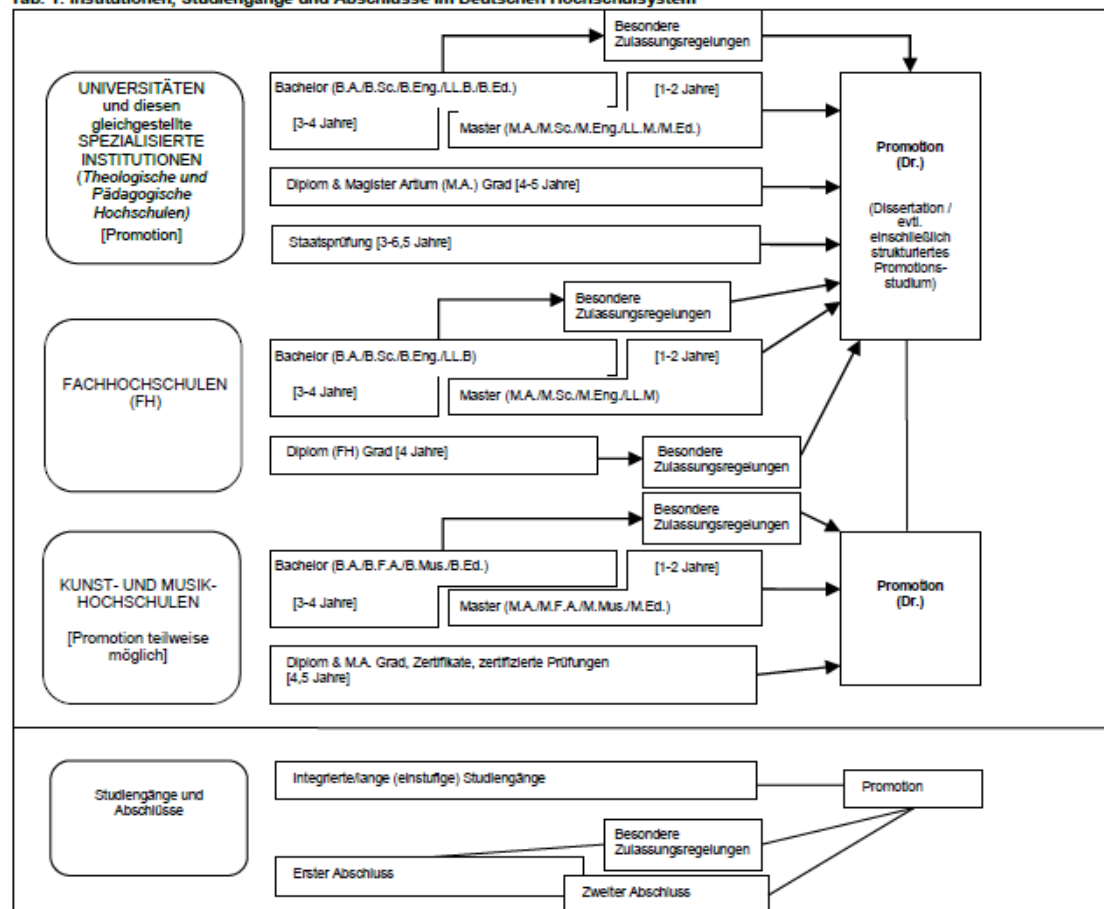 Tab. 1: Institutionen, Studiengänge und Abschlüsse im Deutschen Hochschulsystem
Besondere
Zulassungsregelungen
UNIVERSITÄTEN
und diesen
gleichgestellte
SPEZIALISIERTE
INSTITUTIONEN
(Theologische und
Pädagogische
Hochschulen)
[Promotion]
Bachelor (B.A./B.Sc./B.Eng./LL.B./B.Ed.)
[3-4 Jahre]
[1-2 Jahre]
Master (M.A./M.Sc./M.Eng./LL.M./M.Ed.)
Diplom & Magister Artium (M.A.) Grad [4-5 Jahre]
Staatsprüfung [3-6,5 Jahre]
Promotion
(Dr.)
(Dissertation /
evtl.
einschließlich
strukturiertes
Promotions-
studium)
FACHHOCHSCHULEN
(FH)
Besondere
Zulassungsregelungen
Bachelor (B.A./B.Sc./B.Eng./LL.B)
[3-4 Jahre]
[1-2 Jahre]
Master (M.A./M.Sc./M.Eng./LL.M)
Diplom (FH) Grad [4 Jahre]
Besondere
Zulassungsregelungen
KUNST- UND MUSIK-
HOCHSCHULEN
[Promotion teilweise
möglich]
Besondere
Zulassungsregelungen
Bachelor (B.A./B.F.A./B.Mus./B.Ed.)
[3-4 Jahre]
[1-2 Jahre]
Master (M.A./M.F.A./M.Mus./M.Ed.)
Diplom & M.A. Grad, Zertifikate, zertifizierte Prüfungen
[4,5 Jahre]
Promotion
(Dr.)
Studiengänge und
Abschlüsse
Integrierte/lange (einstufige) Studiengänge
Promotion
Besondere
Zulassungsregelungen
Erster Abschluss
Zweiter Abschluss